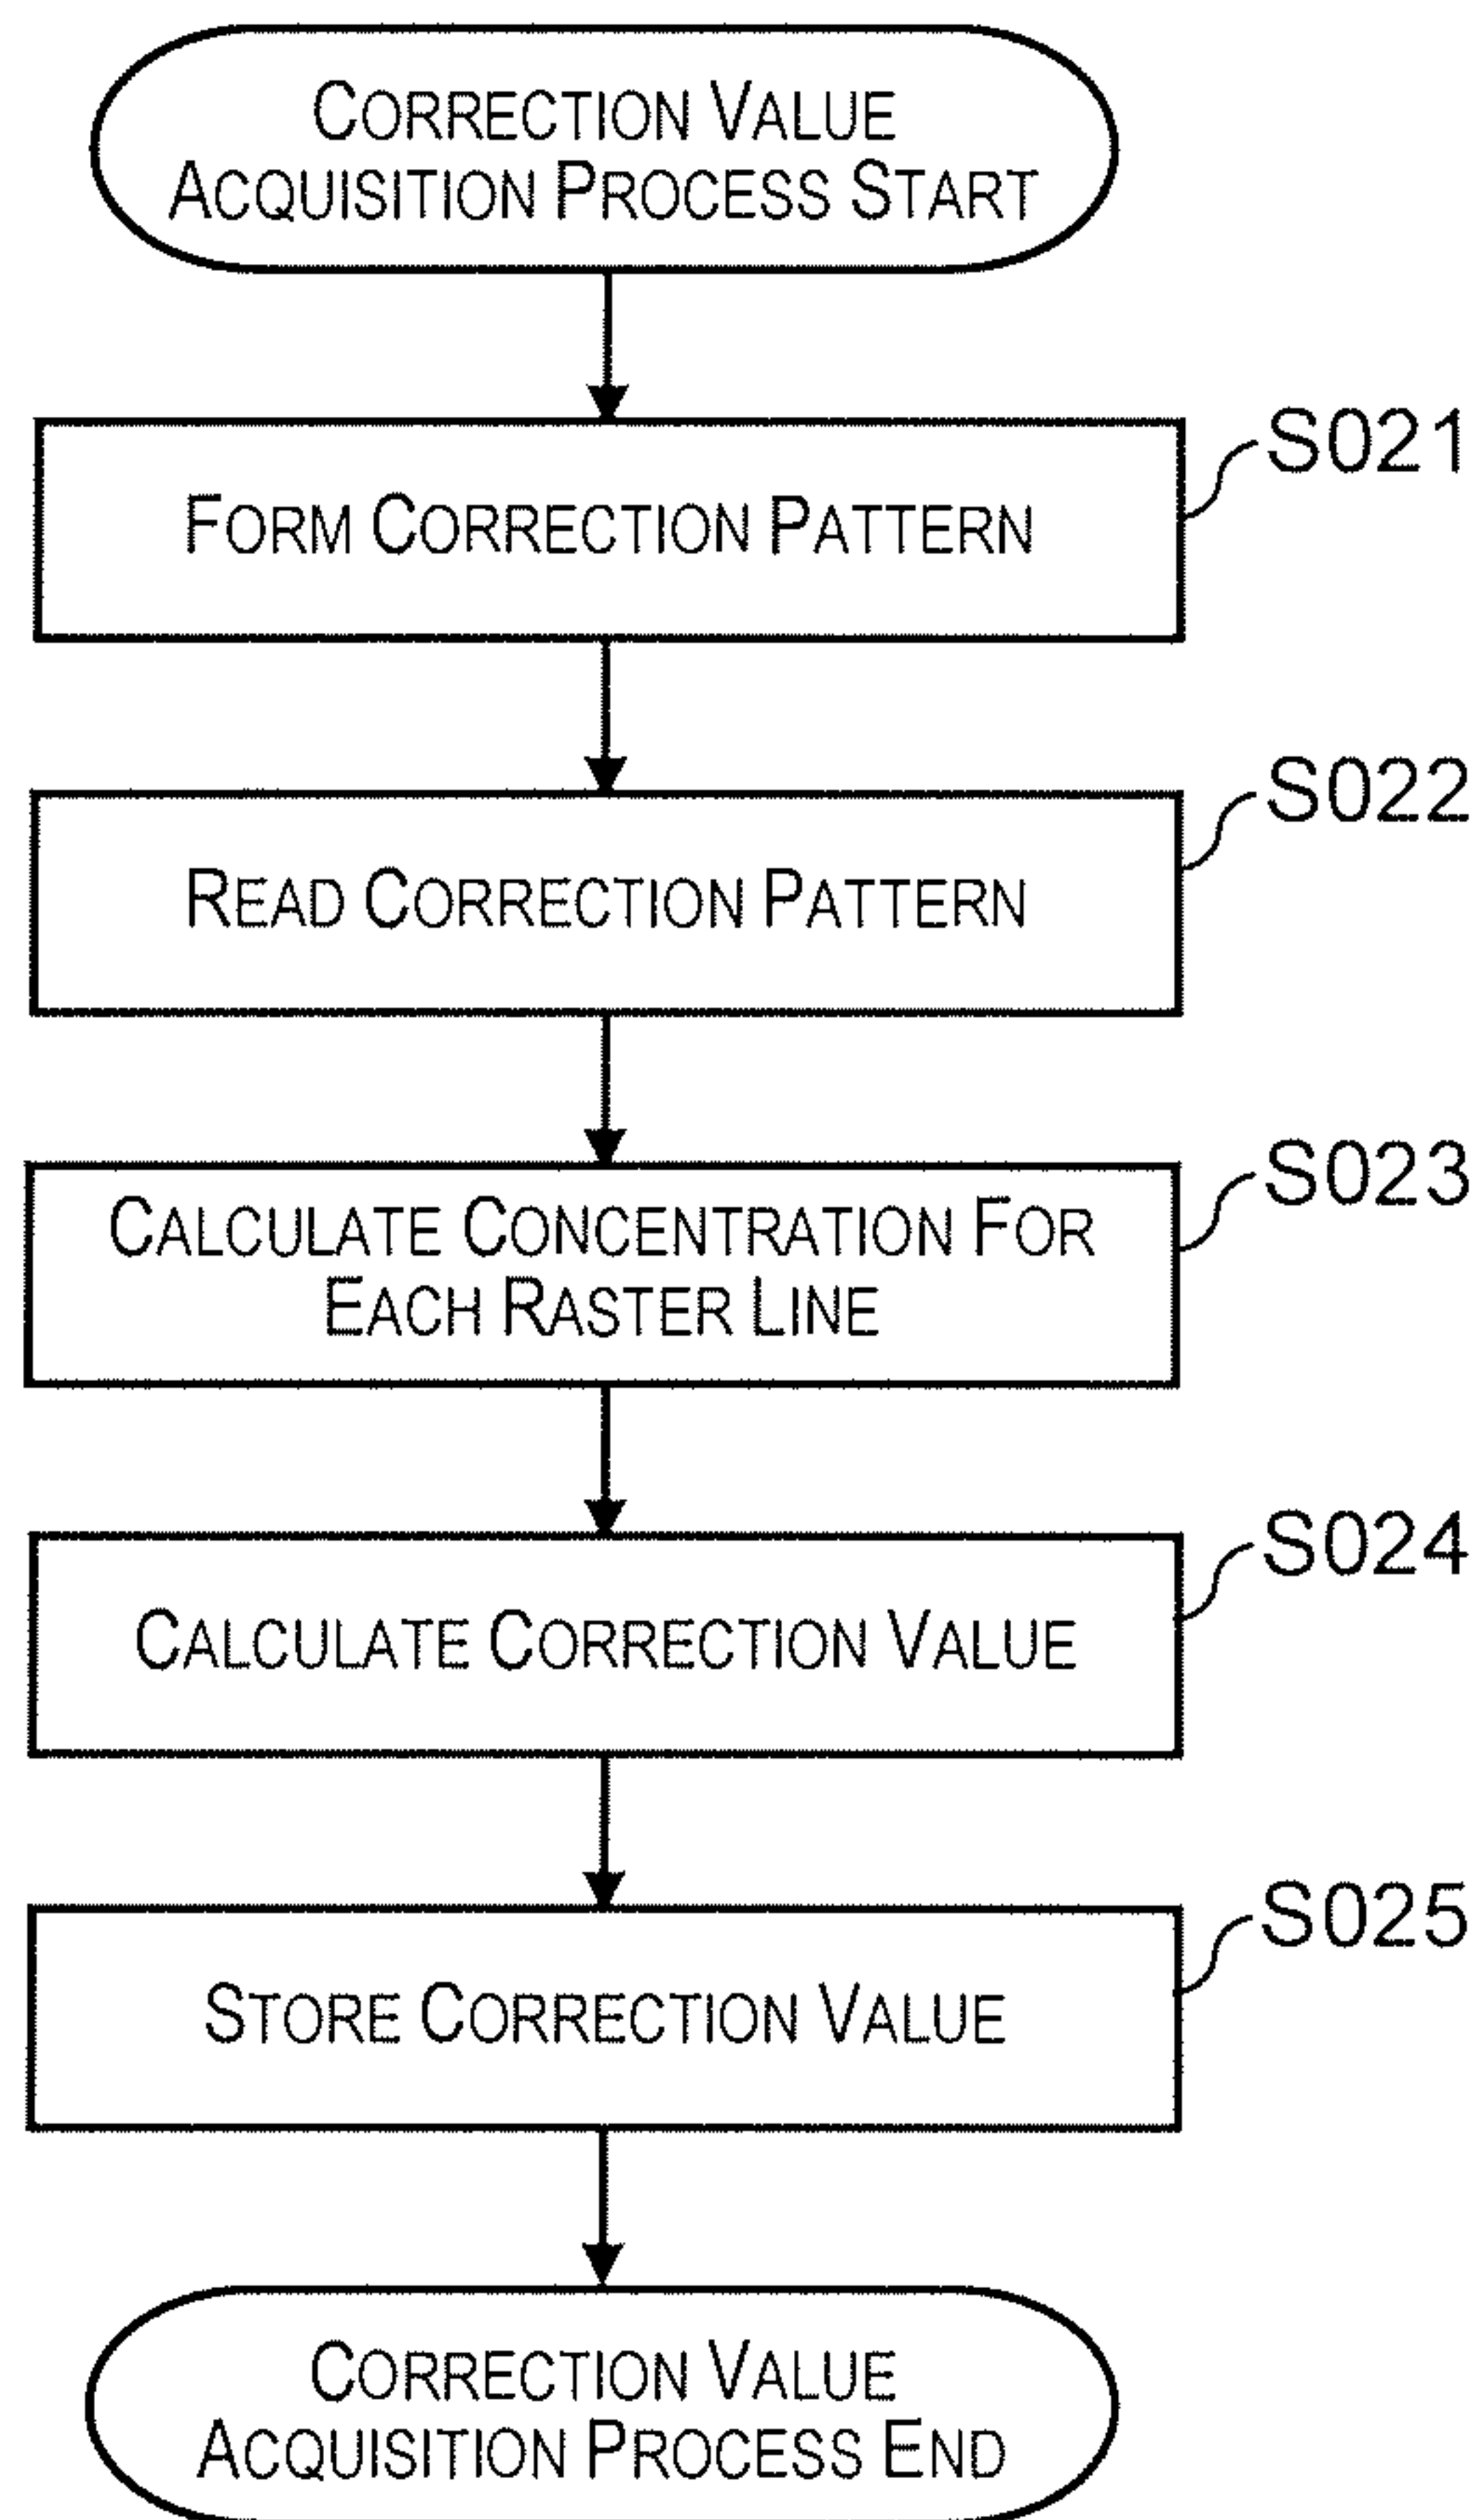 CORRECTION VALUE
ACQUISITION PROCESS START
S021
FORM CORRECTION PATTERN
S022
READ CORRECTION PATTERN
S023
CALCULATE CONCENTRATION FOR
EACH RASTER LINE
S024
CALCULATE CORRECTION VALUE
S025
STORE CORRECTION VALUE
CORRECTION VALUE
ACQUISITION PROCESS END